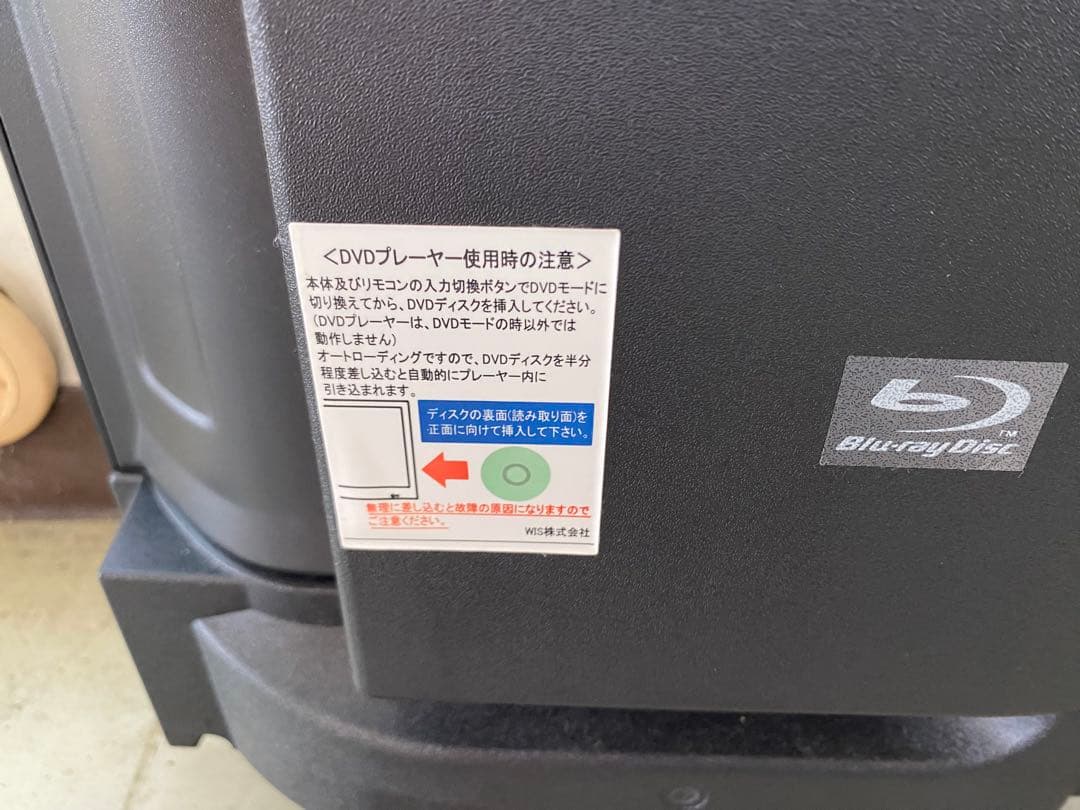 <DVDプレーヤー使用時の注意>
本体及びリモコンの入力切換ボタンでDVDモードに
切り換えてから、DVDディスクを挿入してください。
(DVDプレーヤーは、DVDモードの時以外では
動作しません)
オートローディングですので、DVDディスクを半分
程度差し込むと自動的にプレーヤー内に
引き込まれます。
ディスクの裏面(読み取り面)を
正面に向けて挿入して下さい。
無理に差し込むと故障の原因になりますので
ご注意ください。
WIS株式会社
Blu-ray Disc
TM